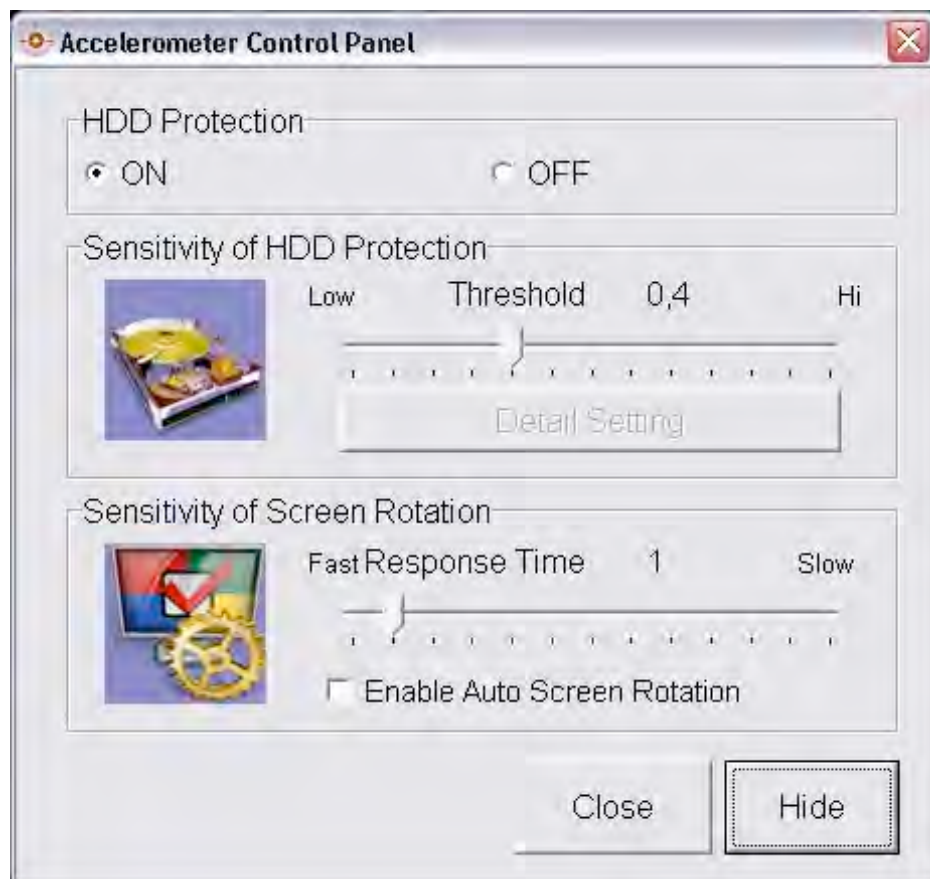 Accelerometer Control Panel
HDD Protection
ON OFF
Sensitivity of HDD Protection
Low Threshold 0,4 Hi
Detail Setting
Sensitivity of Screen Rotation
Fast Response Time 1 Slow
Enable Auto Screen Rotation
Close Hide